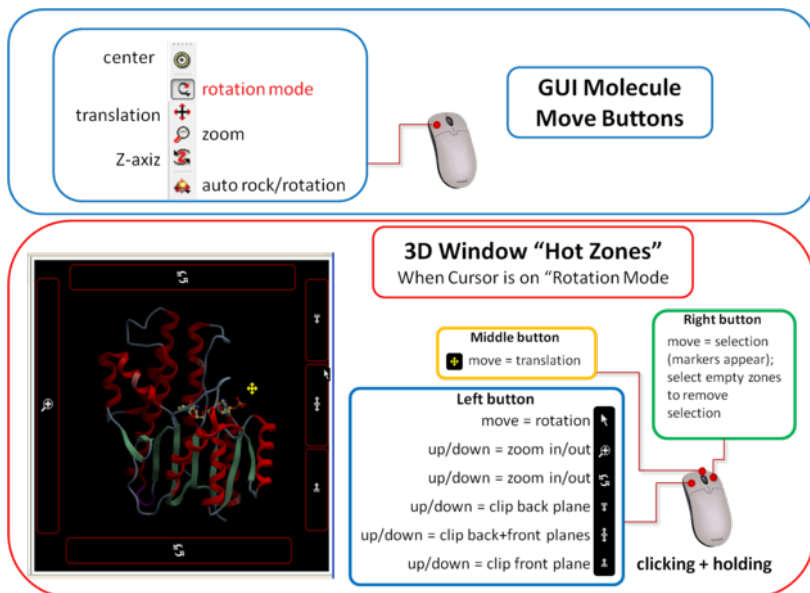 center
rotation mode
translation
zoom
Z-axiz
auto rock/rotation
GUI Molecule
Move Buttons
3D Window “Hot Zones”
When Cursor is on “Rotation Mode
Middle button
move = translation
Right button
move = selection
(markers appear);
select empty zones
to remove
selection
Left button
move = rotation
up/down = zoom in/out
up/down = zoom in/out
up/down = clip back plane
up/down = clip back+front planes
up/down = clip front plane
clicking + holding